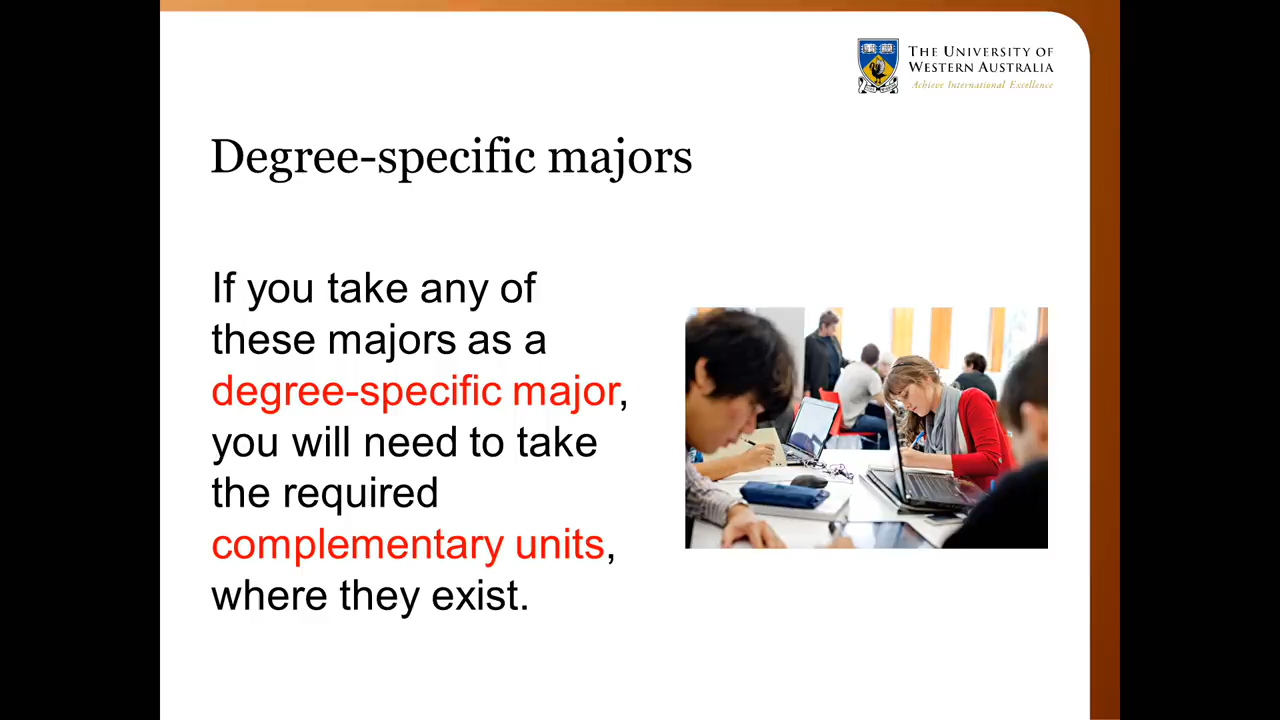 THE UNIVERSITY OF
WESTERN AUSTRALIA
Achieve International Excellence
Degree-specific majors
If you take any of
these majors as a
degree-specific major,
you will need to take
the required
complementary units,
where they exist.